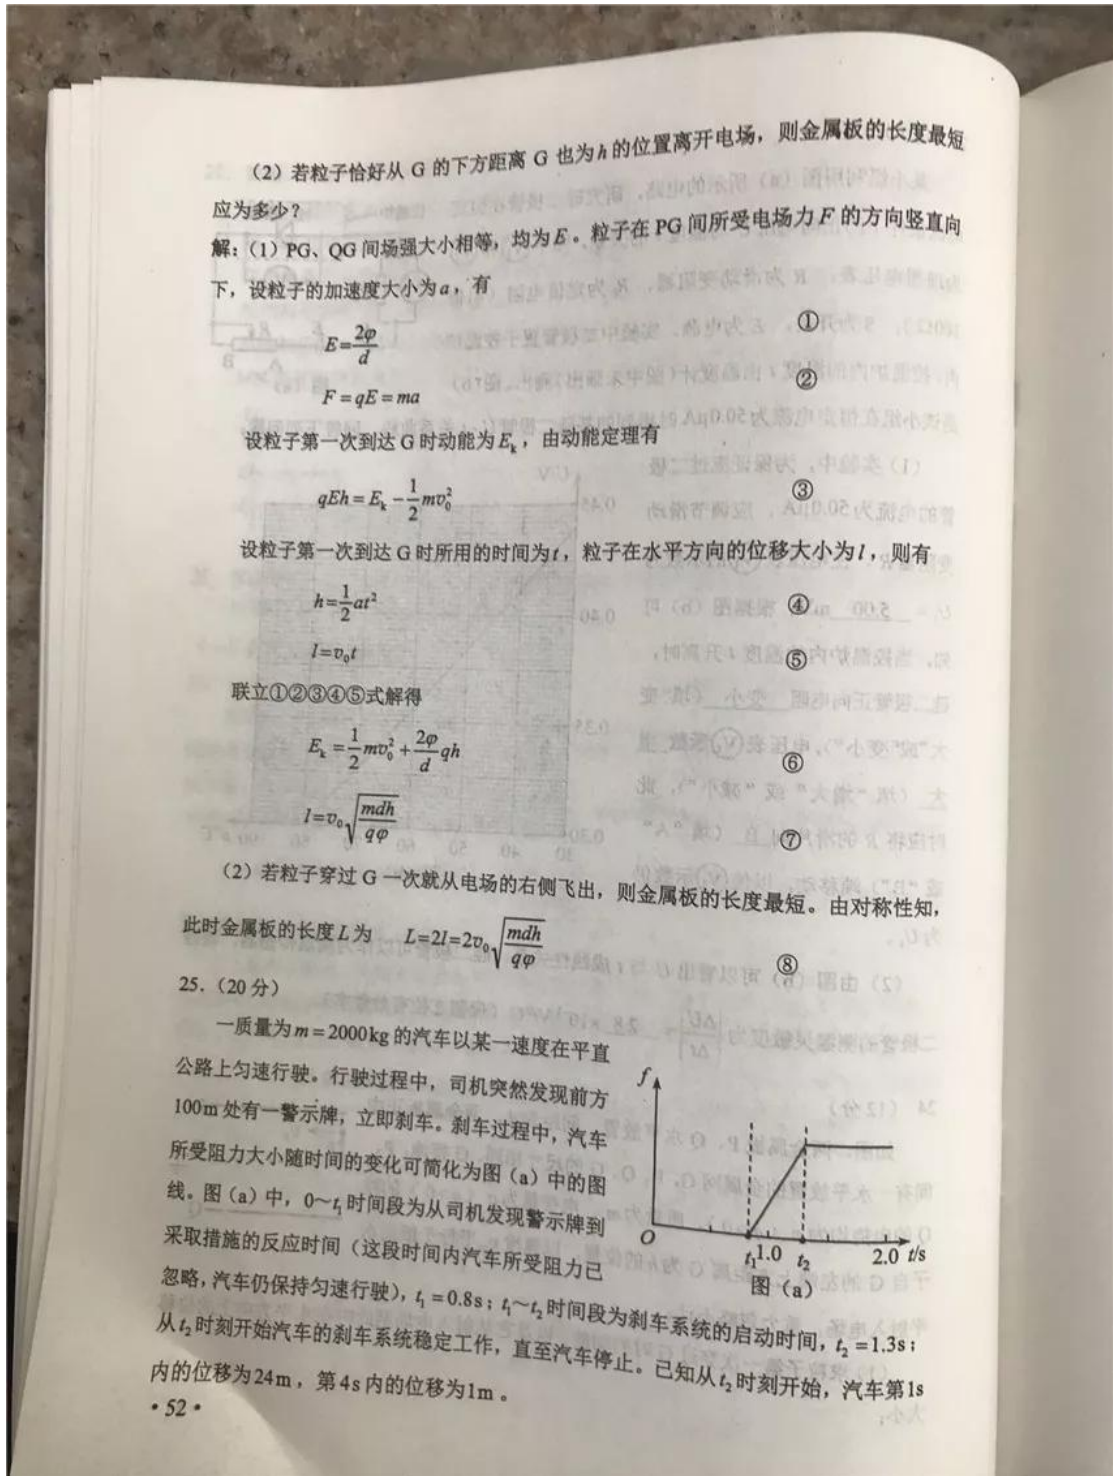 (2) 若粒子恰好从 G 的下方距离 G 也为h的位置离开电场，则金属板的长度最短
应为多少？
解：(1) PG、QG 间场强大小相等，均为E。粒子在 PG 间所受电场力F的方向竖直向
下，设粒子的加速度大小为a，有
E=2φ/d ①
F=qE=ma ②
设粒子第一次到达 G 时动能为Eₖ，由动能定理有
qEh=Eₖ-1/2mv₀² ③
设粒子第一次到达 G 时所用的时间为t，粒子在水平方向的位移大小为l，则有
h=1/2at² ④
l=v₀t ⑤
联立①②③④⑤式解得
Eₖ=1/2mv₀²+2φ/d qh ⑥
l=v₀√(mdh/qφ) ⑦
(2) 若粒子穿过 G 一次就从电场的右侧飞出，则金属板的长度最短。由对称性知，
此时金属板的长度L为 L=2l=2v₀√(mdh/qφ) ⑧
25．(20 分)
一质量为m=2000kg的汽车以某一速度在平直
公路上匀速行驶。行驶过程中，司机突然发现前方
100m处有一警示牌，立即刹车。刹车过程中，汽车
所受阻力大小随时间的变化可简化为图（a）中的图
线。图（a）中，0～t₁时间段为从司机发现警示牌到
采取措施的反应时间（这段时间内汽车所受阻力已
忽略，汽车仍保持匀速行驶），t₁=0.8s；t₁～t₂时间段为刹车系统的启动时间，t₂=1.3s；
从t₂时刻开始汽车的刹车系统稳定工作，直至汽车停止。已知从t₂时刻开始，汽车第1s
内的位移为24m，第4s内的位移为1m。
f
O t₁ 1.0 t₂ 2.0 t/s
图（a）
·52·